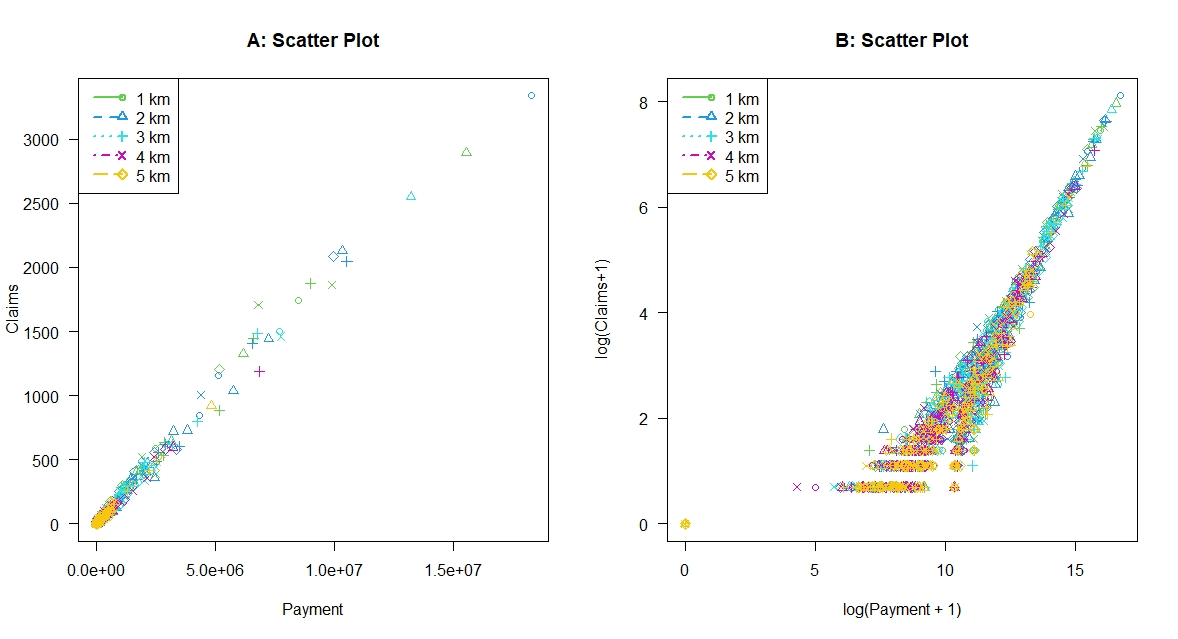 A: Scatter Plot
1 km
2 km
3 km
4 km
5 km
3000
2500
2000
1500
1000
500
0
Claims
0.0e+00 5.0e+06 1.0e+07 1.5e+07
Payment
B: Scatter Plot
1 km
2 km
3 km
4 km
5 km
8
6
4
2
0
log(Claims+1)
0 5 10 15
log(Payment + 1)